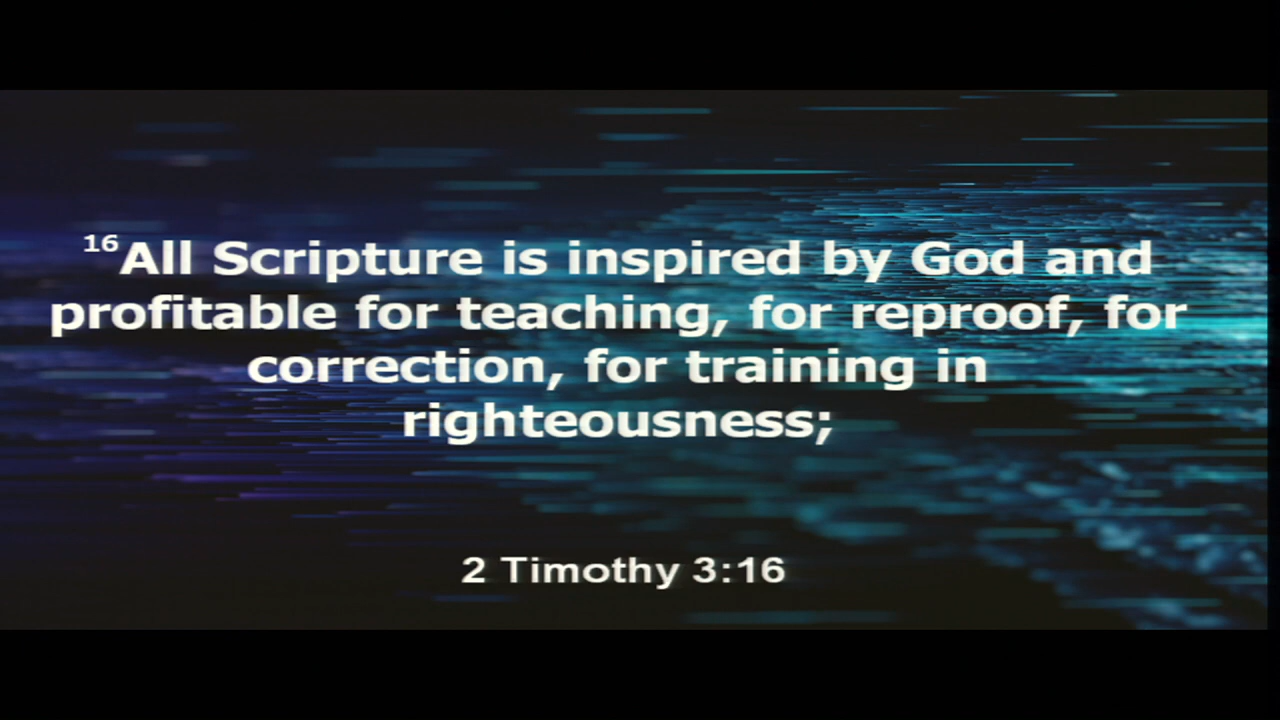 16All Scripture is inspired by God and
profitable for teaching, for reproof, for
correction, for training in
righteousness;
2 Timothy 3:16